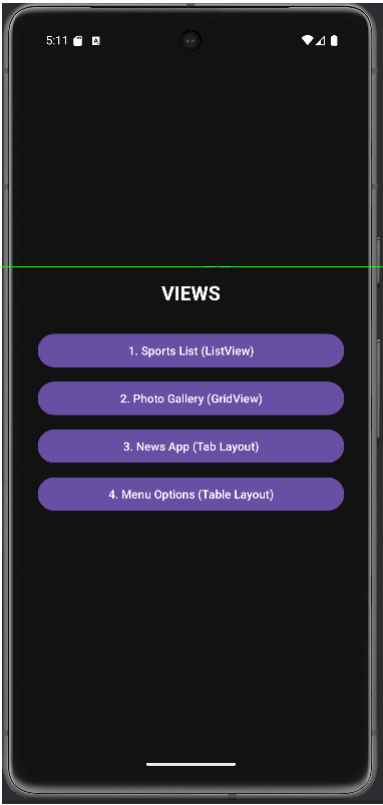 5:11
VIEWS
1. Sports List (ListView)
2. Photo Gallery (GridView)
3. News App (Tab Layout)
4. Menu Options (Table Layout)